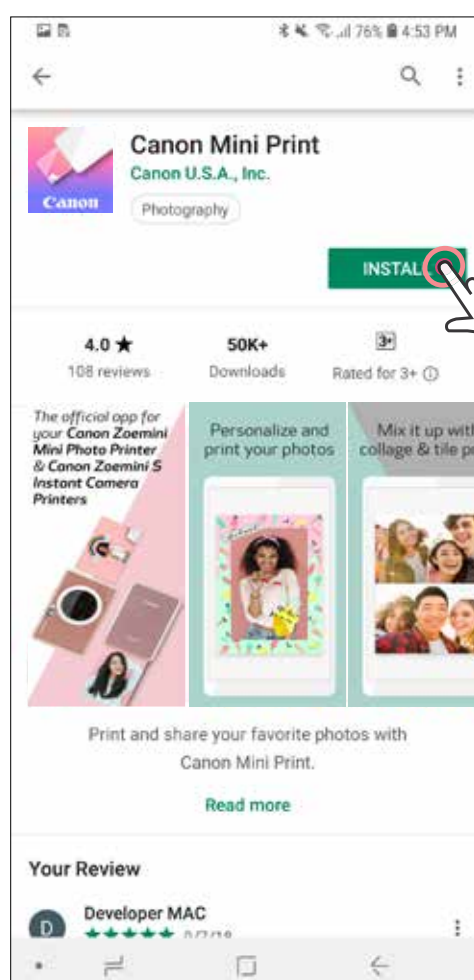 76% 4:53 PM
Canon Mini Print
Canon U.S.A., Inc.
Canon
Photography
INSTALL
4.0 ★
108 reviews
50K+
Downloads
3+
Rated for 3+
The official app for
your Canon Zoemini
Mini Photo Printer
& Canon Zoemini S
Instant Camera
Printers
Personalize and
print your photos
Mix it up with
collage & tile
Print and share your favorite photos with
Canon Mini Print.
Read more
Your Review
D
Developer MAC